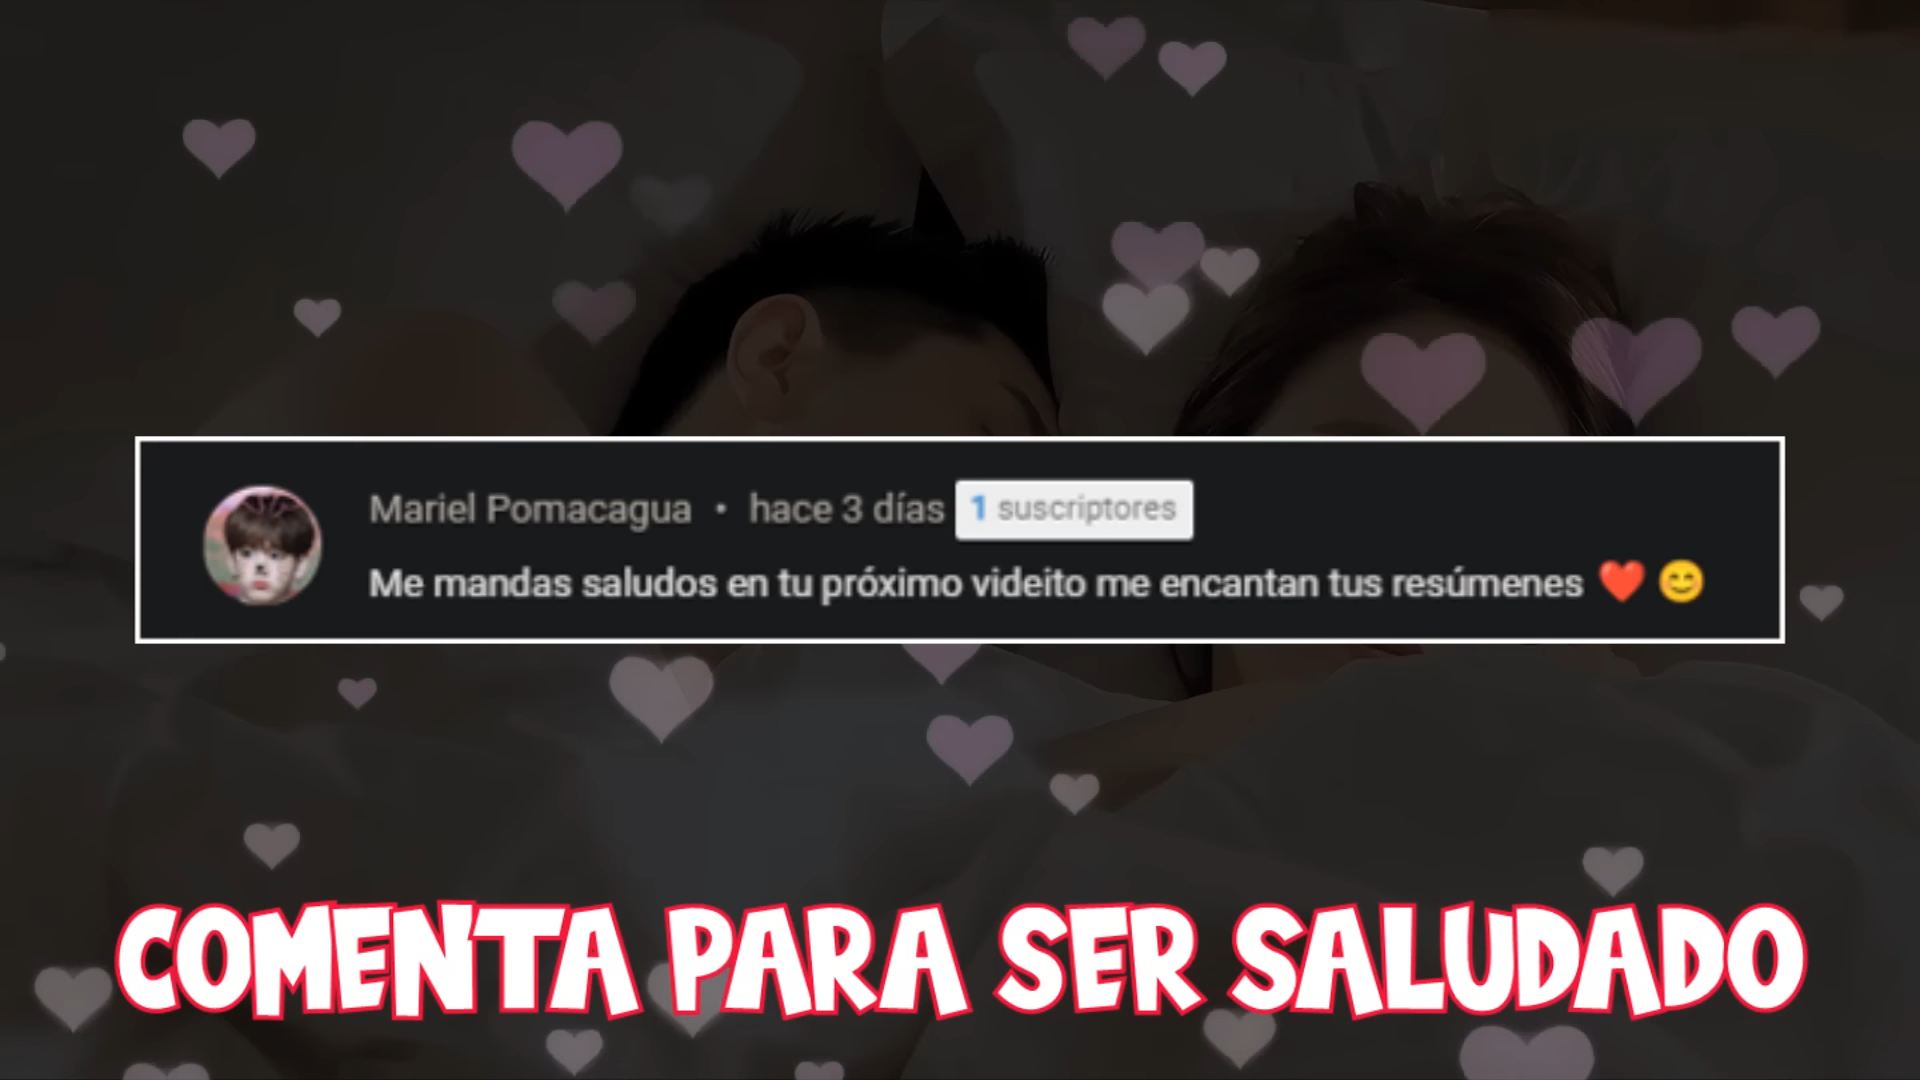 Mariel Pomacagua • hace 3 días 1 suscriptores
Me mandas saludos en tu próximo videito me encantan tus resúmenes ❤️ 😊
COMENTA PARA SER SALUDADO